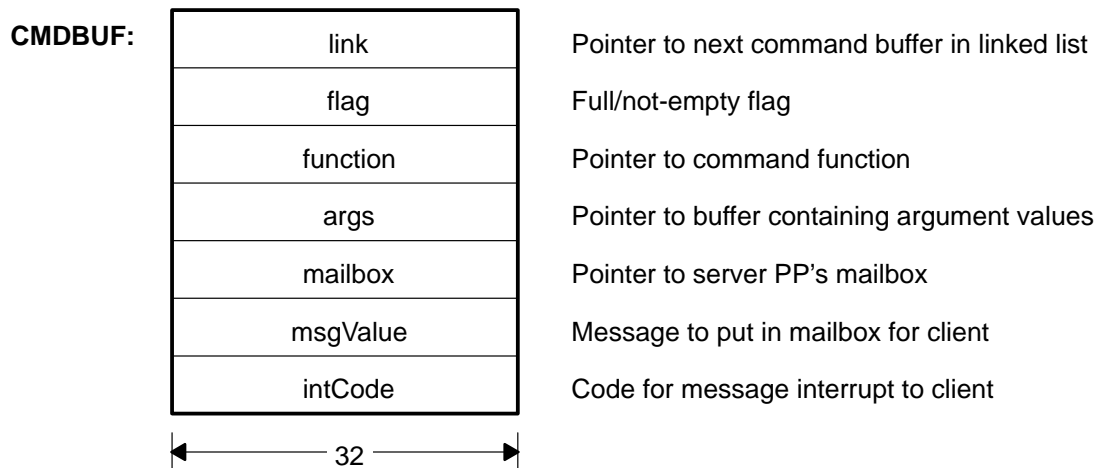 CMDBUF: link Pointer to next command buffer in linked list
flag Full/not-empty flag
function Pointer to command function
args Pointer to buffer containing argument values
mailbox Pointer to server PP’s mailbox
msgValue Message to put in mailbox for client
intCode Code for message interrupt to client
32